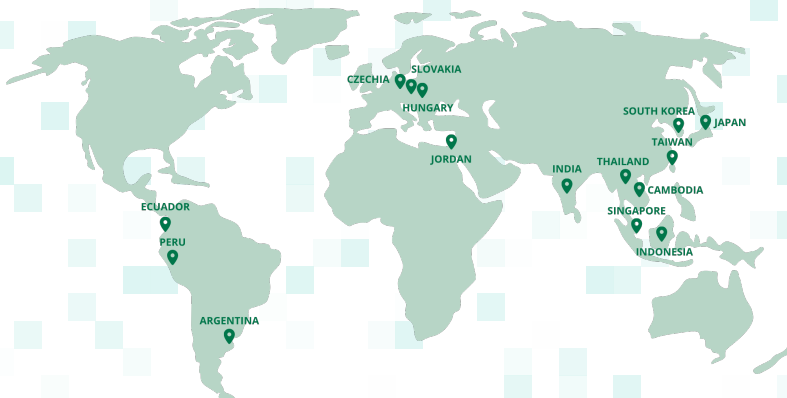 SLOVAKIA
CZECHIA
HUNGARY
SOUTH KOREA
JAPAN
TAIWAN
JORDAN
THAILAND
INDIA
CAMBODIA
ECUADOR
SINGAPORE
PERU
INDONESIA
ARGENTINA